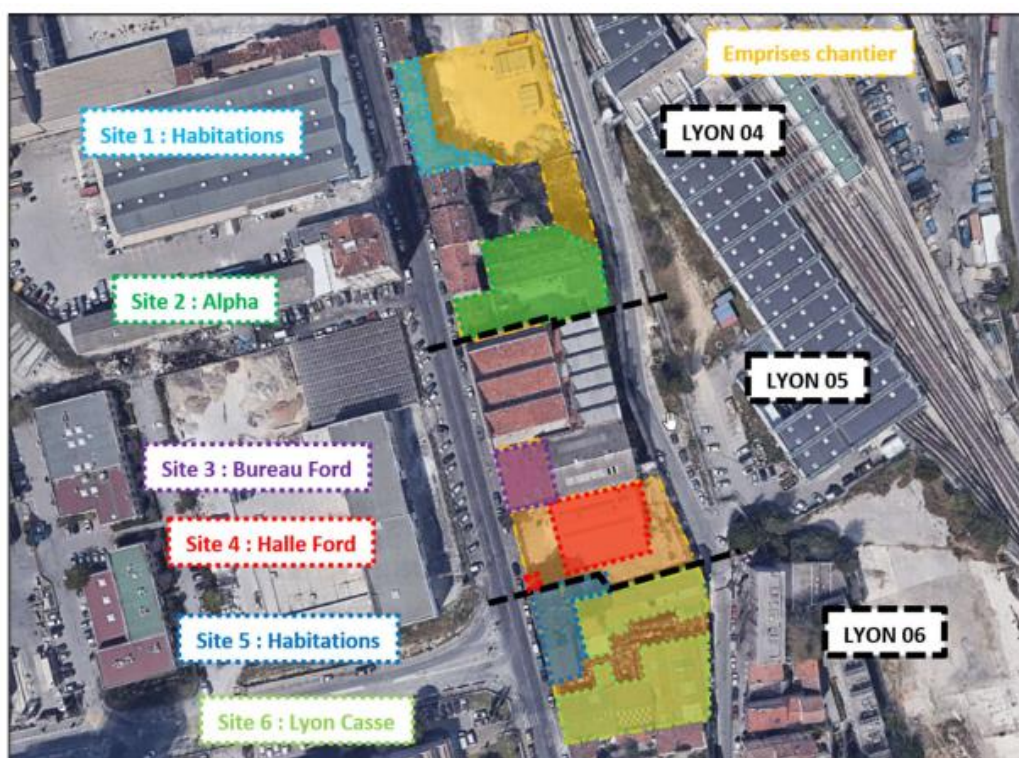 Emprises chantier
Site 1 : Habitations
LYON 04
Site 2 : Alpha
LYON 05
Site 3 : Bureau Ford
Site 4 : Halle Ford
Site 5 : Habitations
LYON 06
Site 6 : Lyon Casse